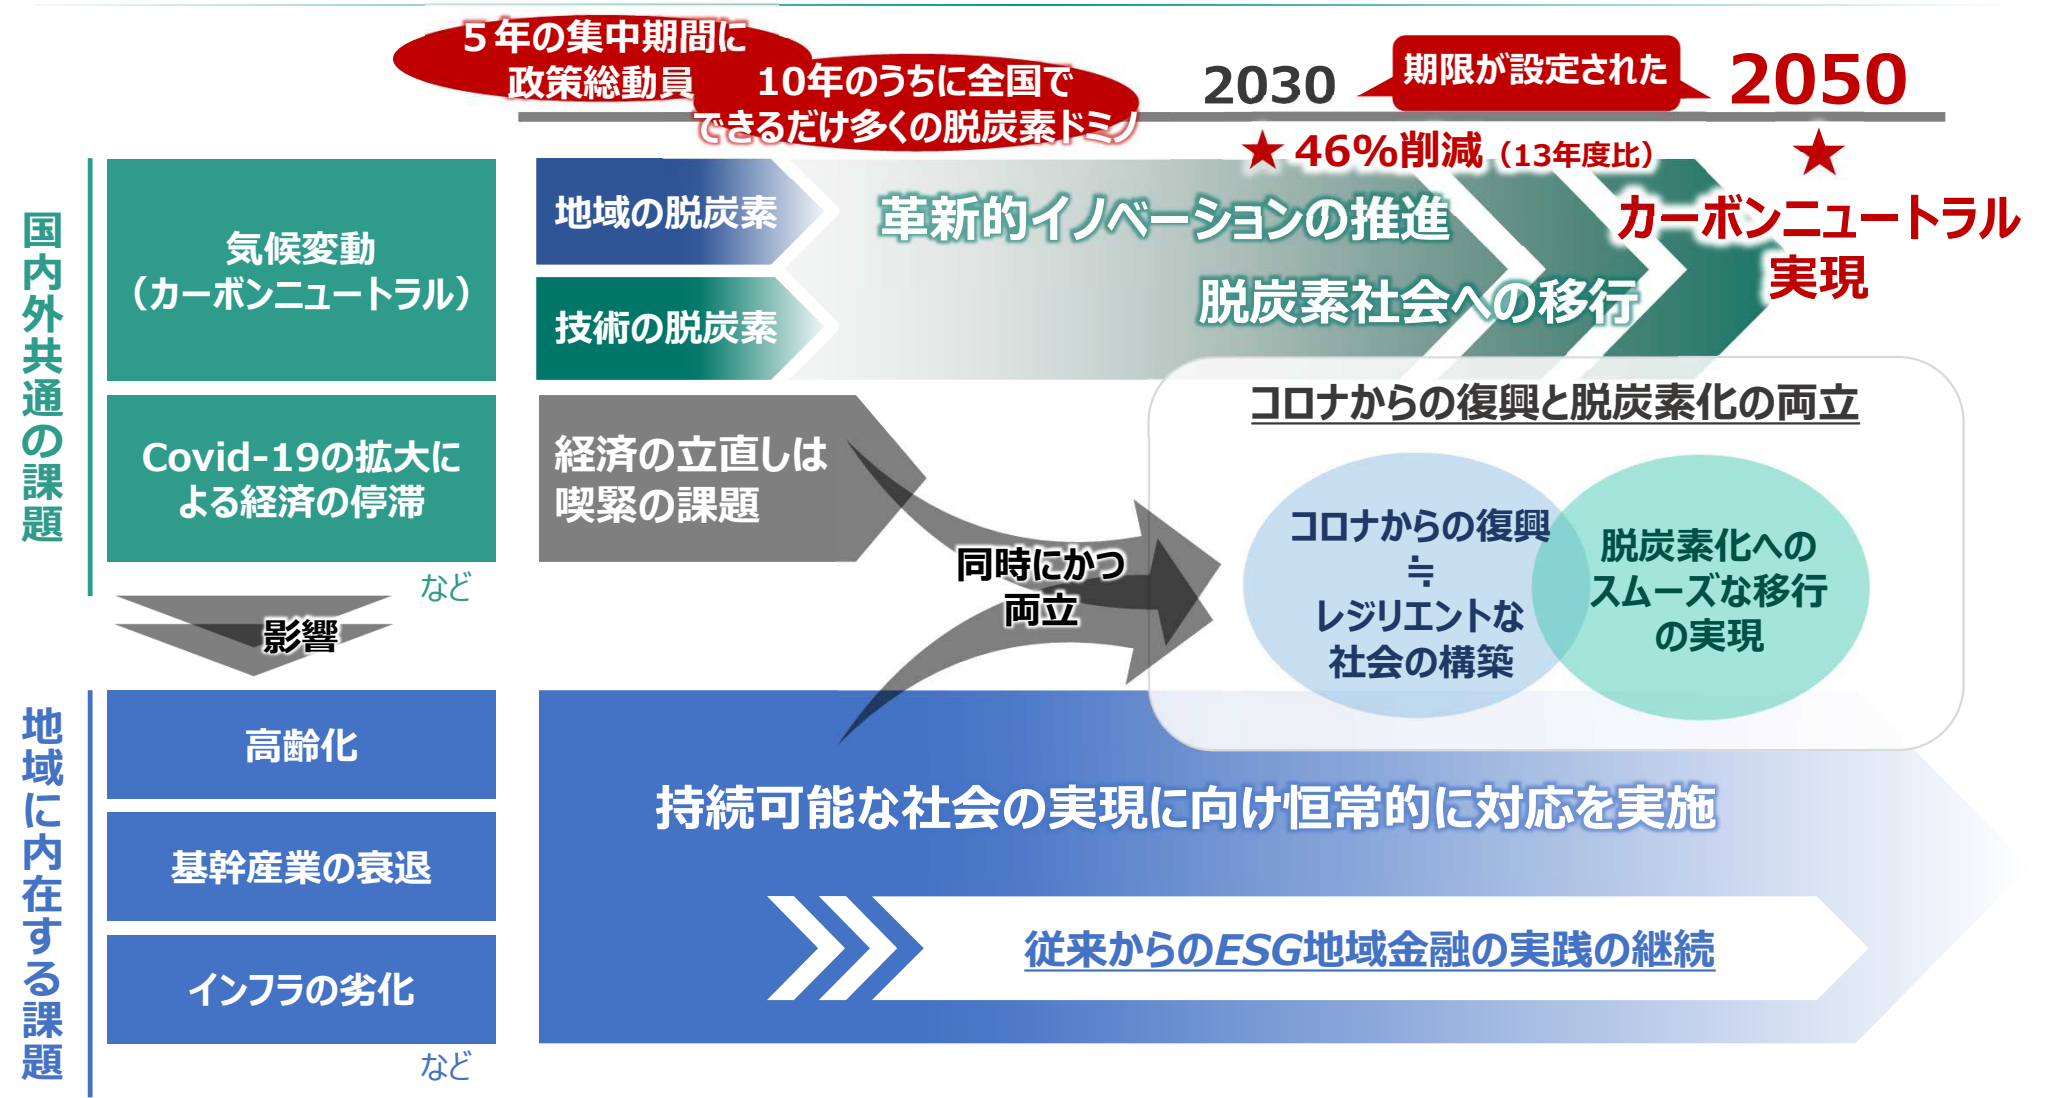 5年の集中期間に
政策総動員
10年のうちに全国で
できるだけ多くの脱炭素ドミノ
2030
期限が設定された
2050
★ 46%削減（13年度比）
★
カーボンニュートラル
実現
国内外共通の課題
気候変動
（カーボンニュートラル）
地域の脱炭素
技術の脱炭素
革新的イノベーションの推進
脱炭素社会への移行
Covid-19の拡大に
よる経済の停滞
など
経済の立直しは
喫緊の課題
同時にかつ
両立
コロナからの復興と脱炭素化の両立
コロナからの復興
≒
レジリエントな
社会の構築
脱炭素化への
スムーズな移行
の実現
影響
地域に内在する課題
高齢化
基幹産業の衰退
インフラの劣化
など
持続可能な社会の実現に向け恒常的に対応を実施
従来からのESG地域金融の実践の継続